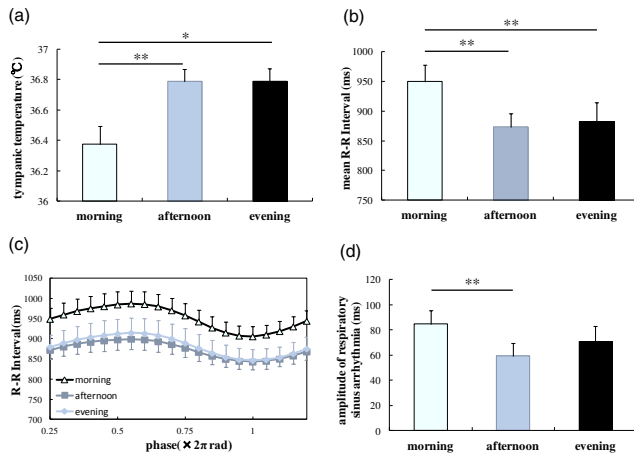 (a)
*
**
tympanic temperature (℃)
37
36.8
36.6
36.4
36.2
36
morning afternoon evening
(b)
**
**
mean R-R Interval (ms)
1000
950
900
850
800
750
morning afternoon evening
(c)
R-R Interval(ms)
1050
1000
950
900
850
800
750
700
morning
afternoon
evening
0.25 0.5 0.75 1
phase(×2π rad)
(d)
**
amplitude of respiratory
sinus arrhythmia (ms)
120
100
80
60
40
20
0
morning afternoon evening